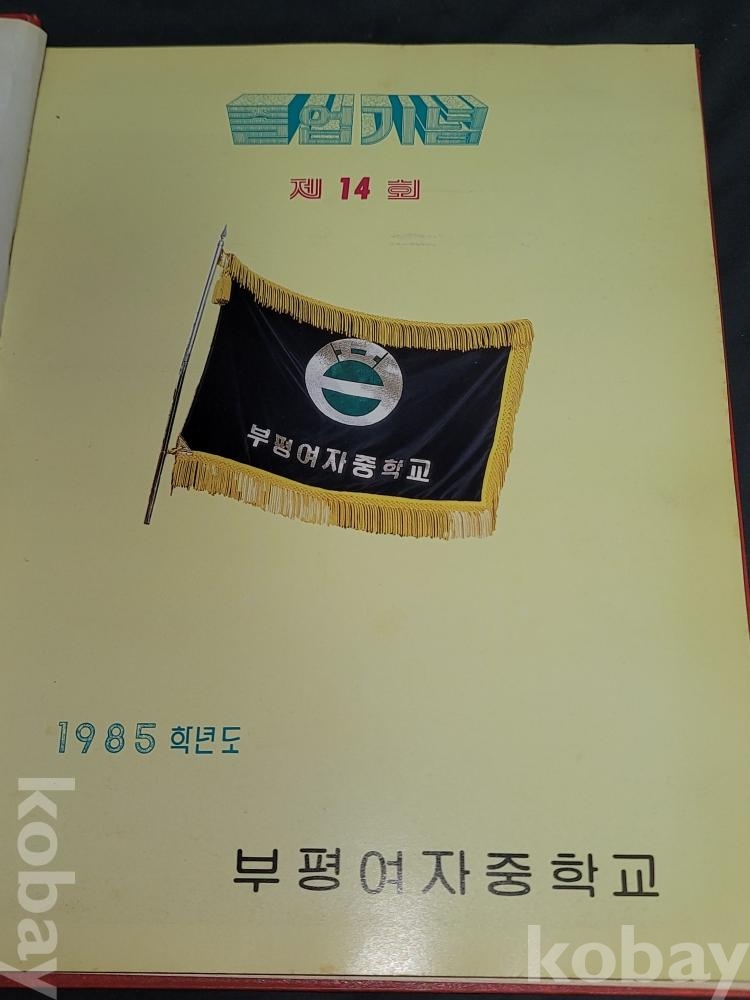 졸업기념
제 14 회
부평여자중학교
1985 학년도
부평여자중학교
kobay
kobay